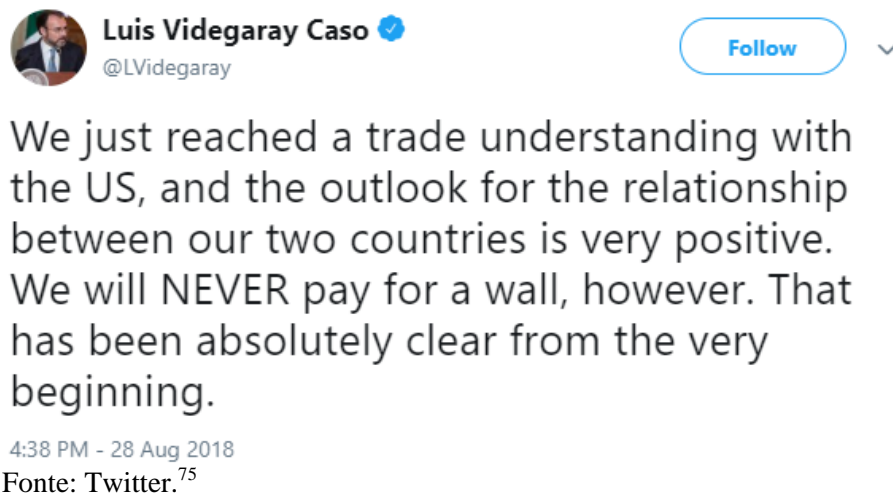 Luis Videgaray Caso
@LVidegaray
Follow
We just reached a trade understanding with
the US, and the outlook for the relationship
between our two countries is very positive.
We will NEVER pay for a wall, however. That
has been absolutely clear from the very
beginning.
4:38 PM - 28 Aug 2018
Fonte: Twitter.75